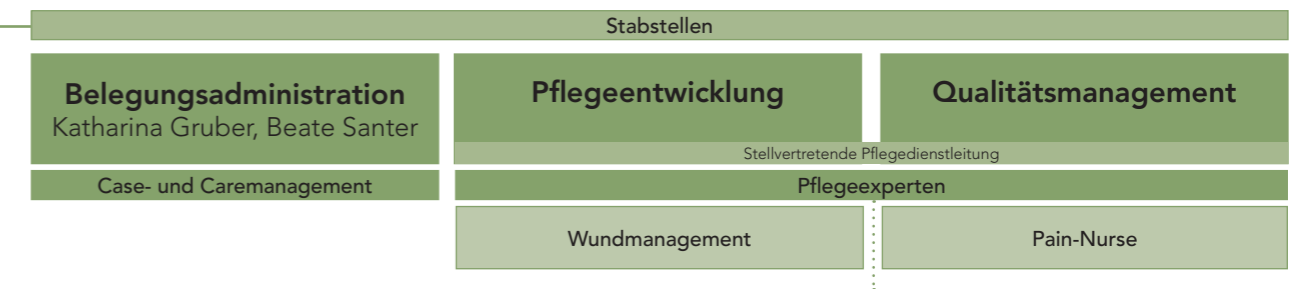 Stabstellen
Belegungsadministration
Katharina Gruber, Beate Santer
Pflegeentwicklung
Qualitätsmanagement
Stellvertretende Pflegedienstleitung
Case- und Caremanagement
Pflegeexperten
Wundmanagement
Pain-Nurse